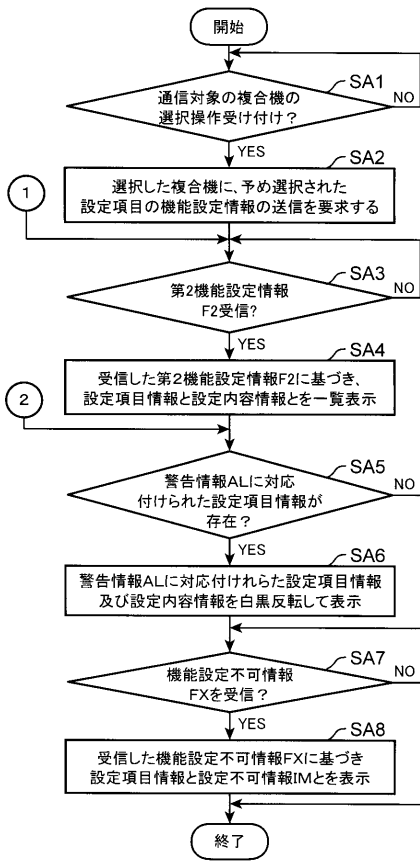 開始
SA1
通信対象の複合機の
選択操作受け付け？
NO
YES
SA2
1
選択した複合機に、予め選択された
設定項目の機能設定情報の送信を要求する
SA3
第2機能設定情報
F2受信?
NO
YES
SA4
受信した第２機能設定情報F2に基づき、
設定項目情報と設定内容情報とを一覧表示
2
SA5
警告情報ALに対応
付けられた設定項目情報が
存在？
NO
YES
SA6
警告情報ALに対応付けれらた設定項目情報
及び設定内容情報を白黒反転して表示
SA7
機能設定不可情報
FXを受信？
NO
YES
SA8
受信した機能設定不可情報FXに基づき
設定項目情報と設定不可情報IMとを表示
終了